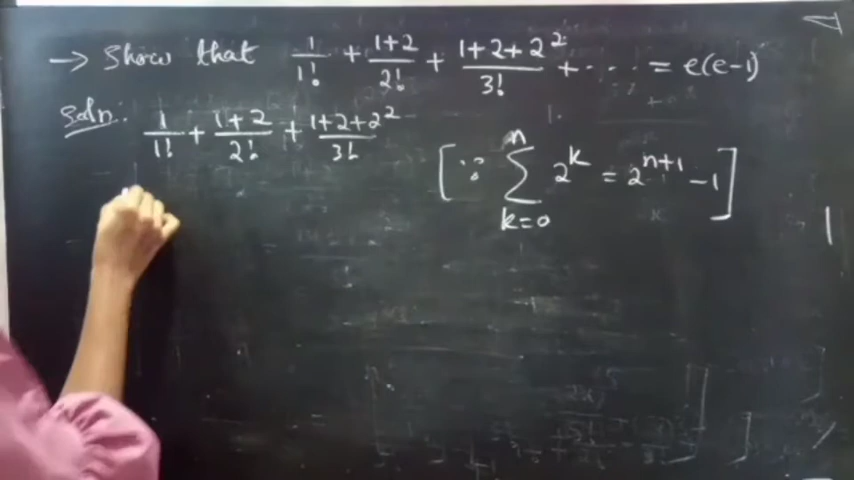 → Show that 1/1! + 1+2/2! + 1+2+2²/3! + ... = e(e-1)
Soln: 1/1! + 1+2/2! + 1+2+2²/3!
[∵ ∑_{k=0}^{n} 2^k = 2^{n+1} - 1]